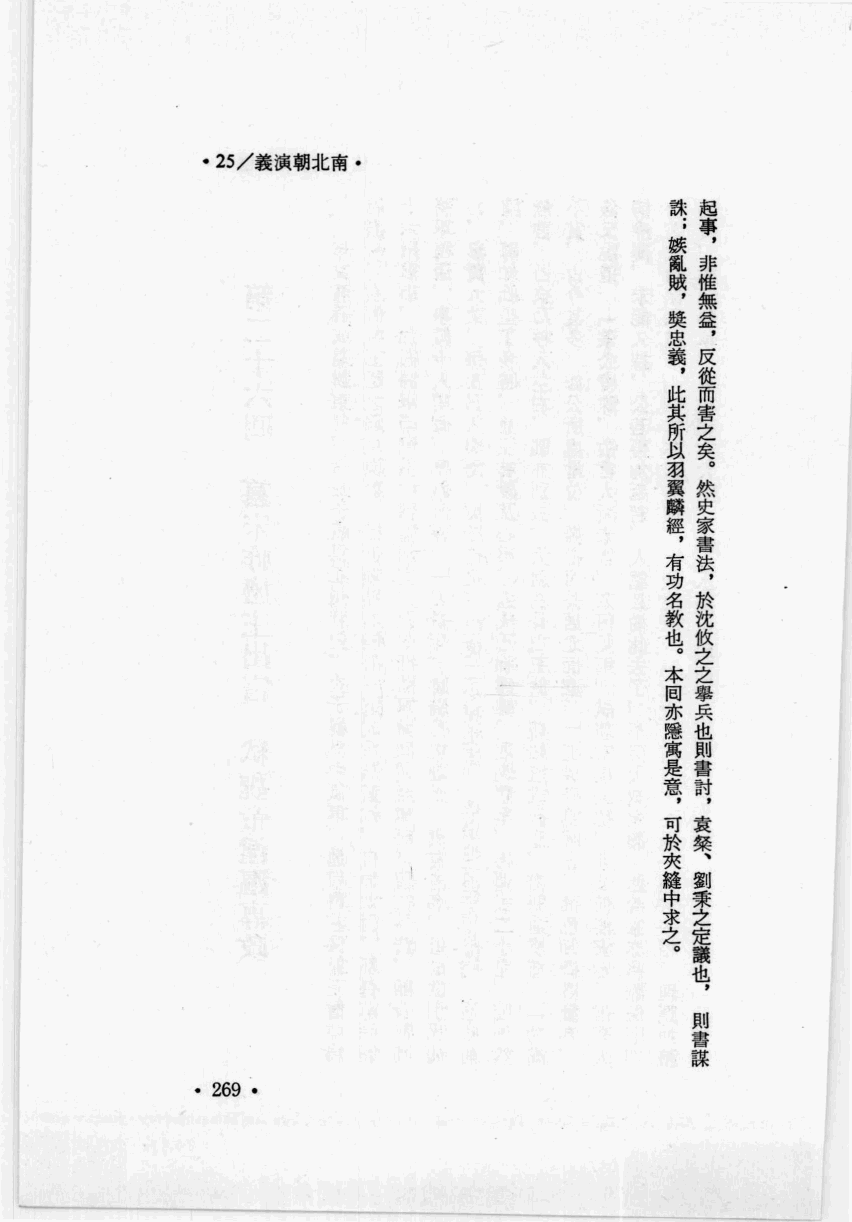 •25／義演朝北南•
起事，非惟無益，反從而害之矣。然史家書法，於沈攸之之擧兵也則書討，袁粲、劉秉之定議也，則書謀
誅；嫉亂賊，奬忠義，此其所以羽翼麟經，有功名教也。本回亦隱寓是意，可於夾縫中求之。
•269•